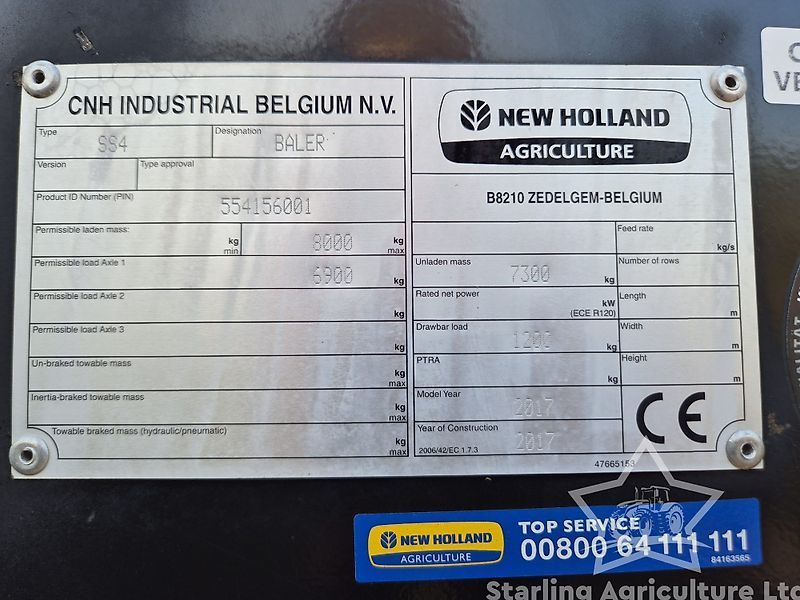 CNH INDUSTRIAL BELGIUM N.V.
Type SS4 Designation BALER
Version Type approval
Product ID Number (PIN) 554156001
Permissible laden mass: kg min 8000 kg max
Permissible load Axle 1 6900 kg
Permissible load Axle 2 kg
Permissible load Axle 3 kg
Un-braked towable mass kg max
Inertia-braked towable mass kg max
Towable braked mass (hydraulic/pneumatic) kg max
NEW HOLLAND
AGRICULTURE
B8210 ZEDELGEM-BELGIUM
Feed rate kg/s
Unladen mass 7300 kg Number of rows
Rated net power kW (ECE R120) Length m
Drawbar load 1200 kg Width m
PTRA kg Height m
Model Year 2017
Year of Construction 2017
2006/42/EC 1.7.3
CE
47665153
NEW HOLLAND
AGRICULTURE
TOP SERVICE
00800 64 111 111
84163565
Starling Agriculture Ltd